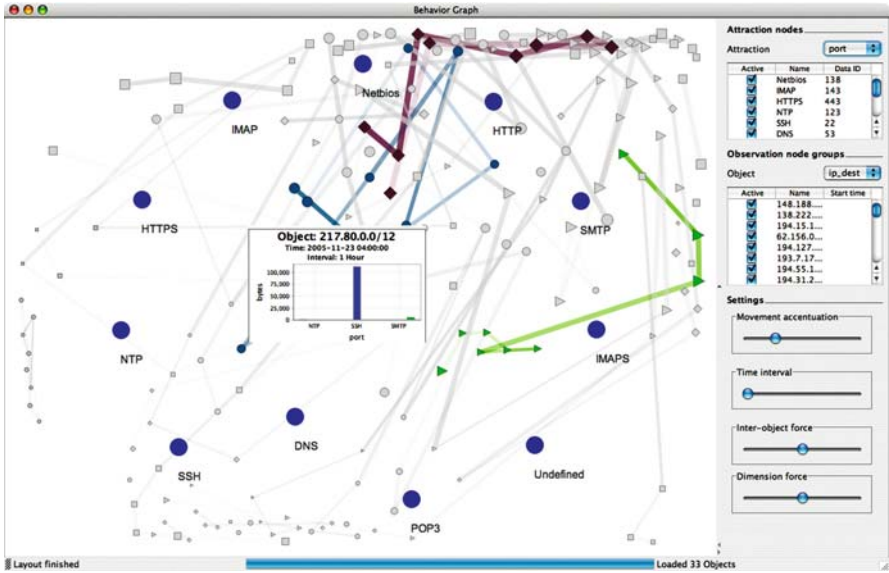 Behavior Graph
Netbios
IMAP
HTTP
HTTPS
SMTP
Object: 217.80.0.0/12
Time: 2005-11-23 04:00:00
Interval: 1 Hour
bytes
100,000
75,000
50,000
25,000
0
NTP SSH SMTP
port
NTP
IMAPS
DNS
SSH
Undefined
POP3
Attraction nodes
Attraction port
Active Name Data ID
Netbios 138
IMAP 143
HTTPS 443
NTP 123
SSH 22
DNS 53
Observation node groups
Object ip_dest
Active Name Start time
148.188....
138.222....
194.15.1...
62.156.0...
194.127....
193.7.17...
194.55.1...
194.31.2...
Settings
Movement accentuation
Time interval
Inter-object force
Dimension force
Layout finished
Loaded 33 Objects